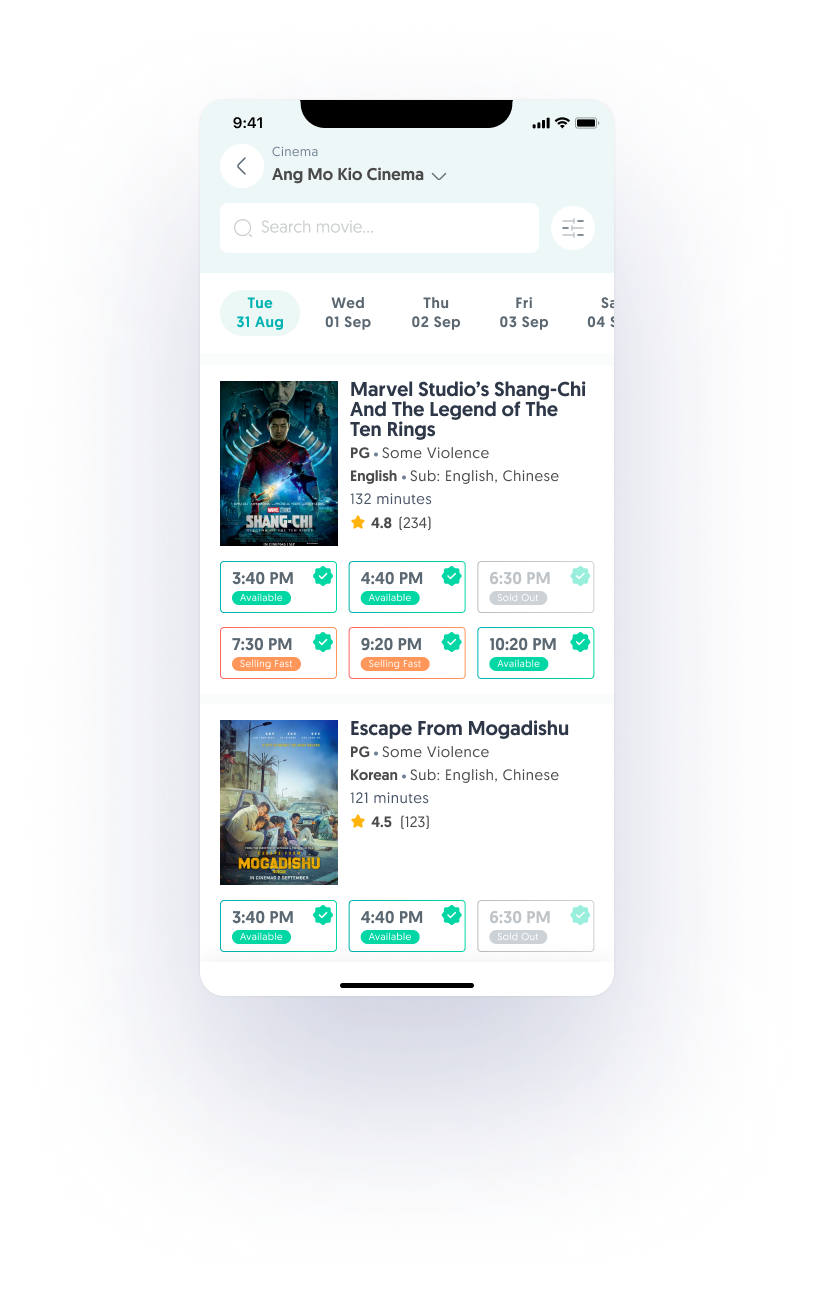 9:41
Cinema
Ang Mo Kio Cinema
Search movie...
Tue
31 Aug
Wed
01 Sep
Thu
02 Sep
Fri
03 Sep
Sa
04 S
Marvel Studio’s Shang-Chi
And The Legend of The
Ten Rings
PG • Some Violence
English • Sub: English, Chinese
132 minutes
4.8 (234)
MARVEL STUDIOS
SHANG-CHI
3:40 PM
Available
4:40 PM
Available
6:30 PM
Sold Out
7:30 PM
Selling Fast
9:20 PM
Selling Fast
10:20 PM
Available
Escape From Mogadishu
PG • Some Violence
Korean • Sub: English, Chinese
121 minutes
4.5 (123)
ESCAPE FROM
MOGADISHU
IN CINEMAS 2 SEPTEMBER
3:40 PM
Available
4:40 PM
Available
6:30 PM
Sold Out